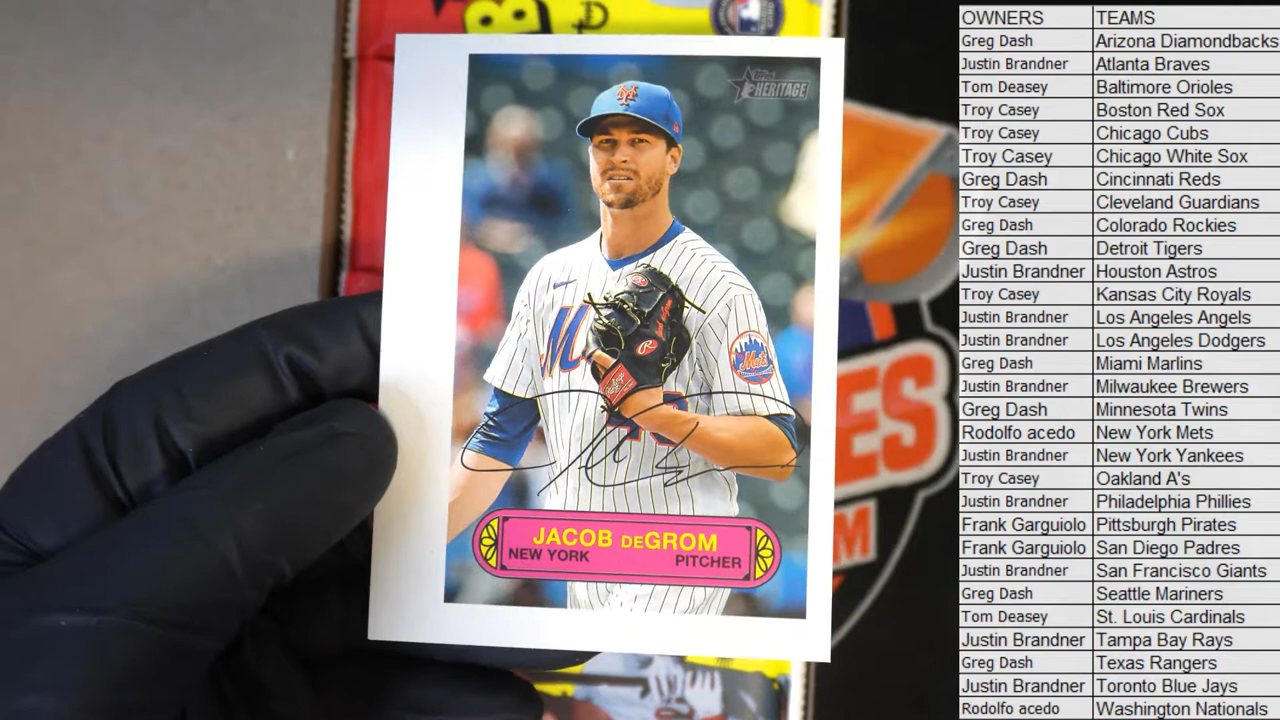 Topps
HERITAGE
Mets
JACOB DEGROM
NEW YORK PITCHER
OWNERS TEAMS
Greg Dash Arizona Diamondbacks
Justin Brandner Atlanta Braves
Tom Deasey Baltimore Orioles
Troy Casey Boston Red Sox
Troy Casey Chicago Cubs
Troy Casey Chicago White Sox
Greg Dash Cincinnati Reds
Troy Casey Cleveland Guardians
Greg Dash Colorado Rockies
Greg Dash Detroit Tigers
Justin Brandner Houston Astros
Troy Casey Kansas City Royals
Justin Brandner Los Angeles Angels
Justin Brandner Los Angeles Dodgers
Greg Dash Miami Marlins
Justin Brandner Milwaukee Brewers
Greg Dash Minnesota Twins
Rodolfo acedo New York Mets
Justin Brandner New York Yankees
Troy Casey Oakland A's
Justin Brandner Philadelphia Phillies
Frank Garguiolo Pittsburgh Pirates
Frank Garguiolo San Diego Padres
Justin Brandner San Francisco Giants
Greg Dash Seattle Mariners
Tom Deasey St. Louis Cardinals
Justin Brandner Tampa Bay Rays
Greg Dash Texas Rangers
Justin Brandner Toronto Blue Jays
Rodolfo acedo Washington Nationals